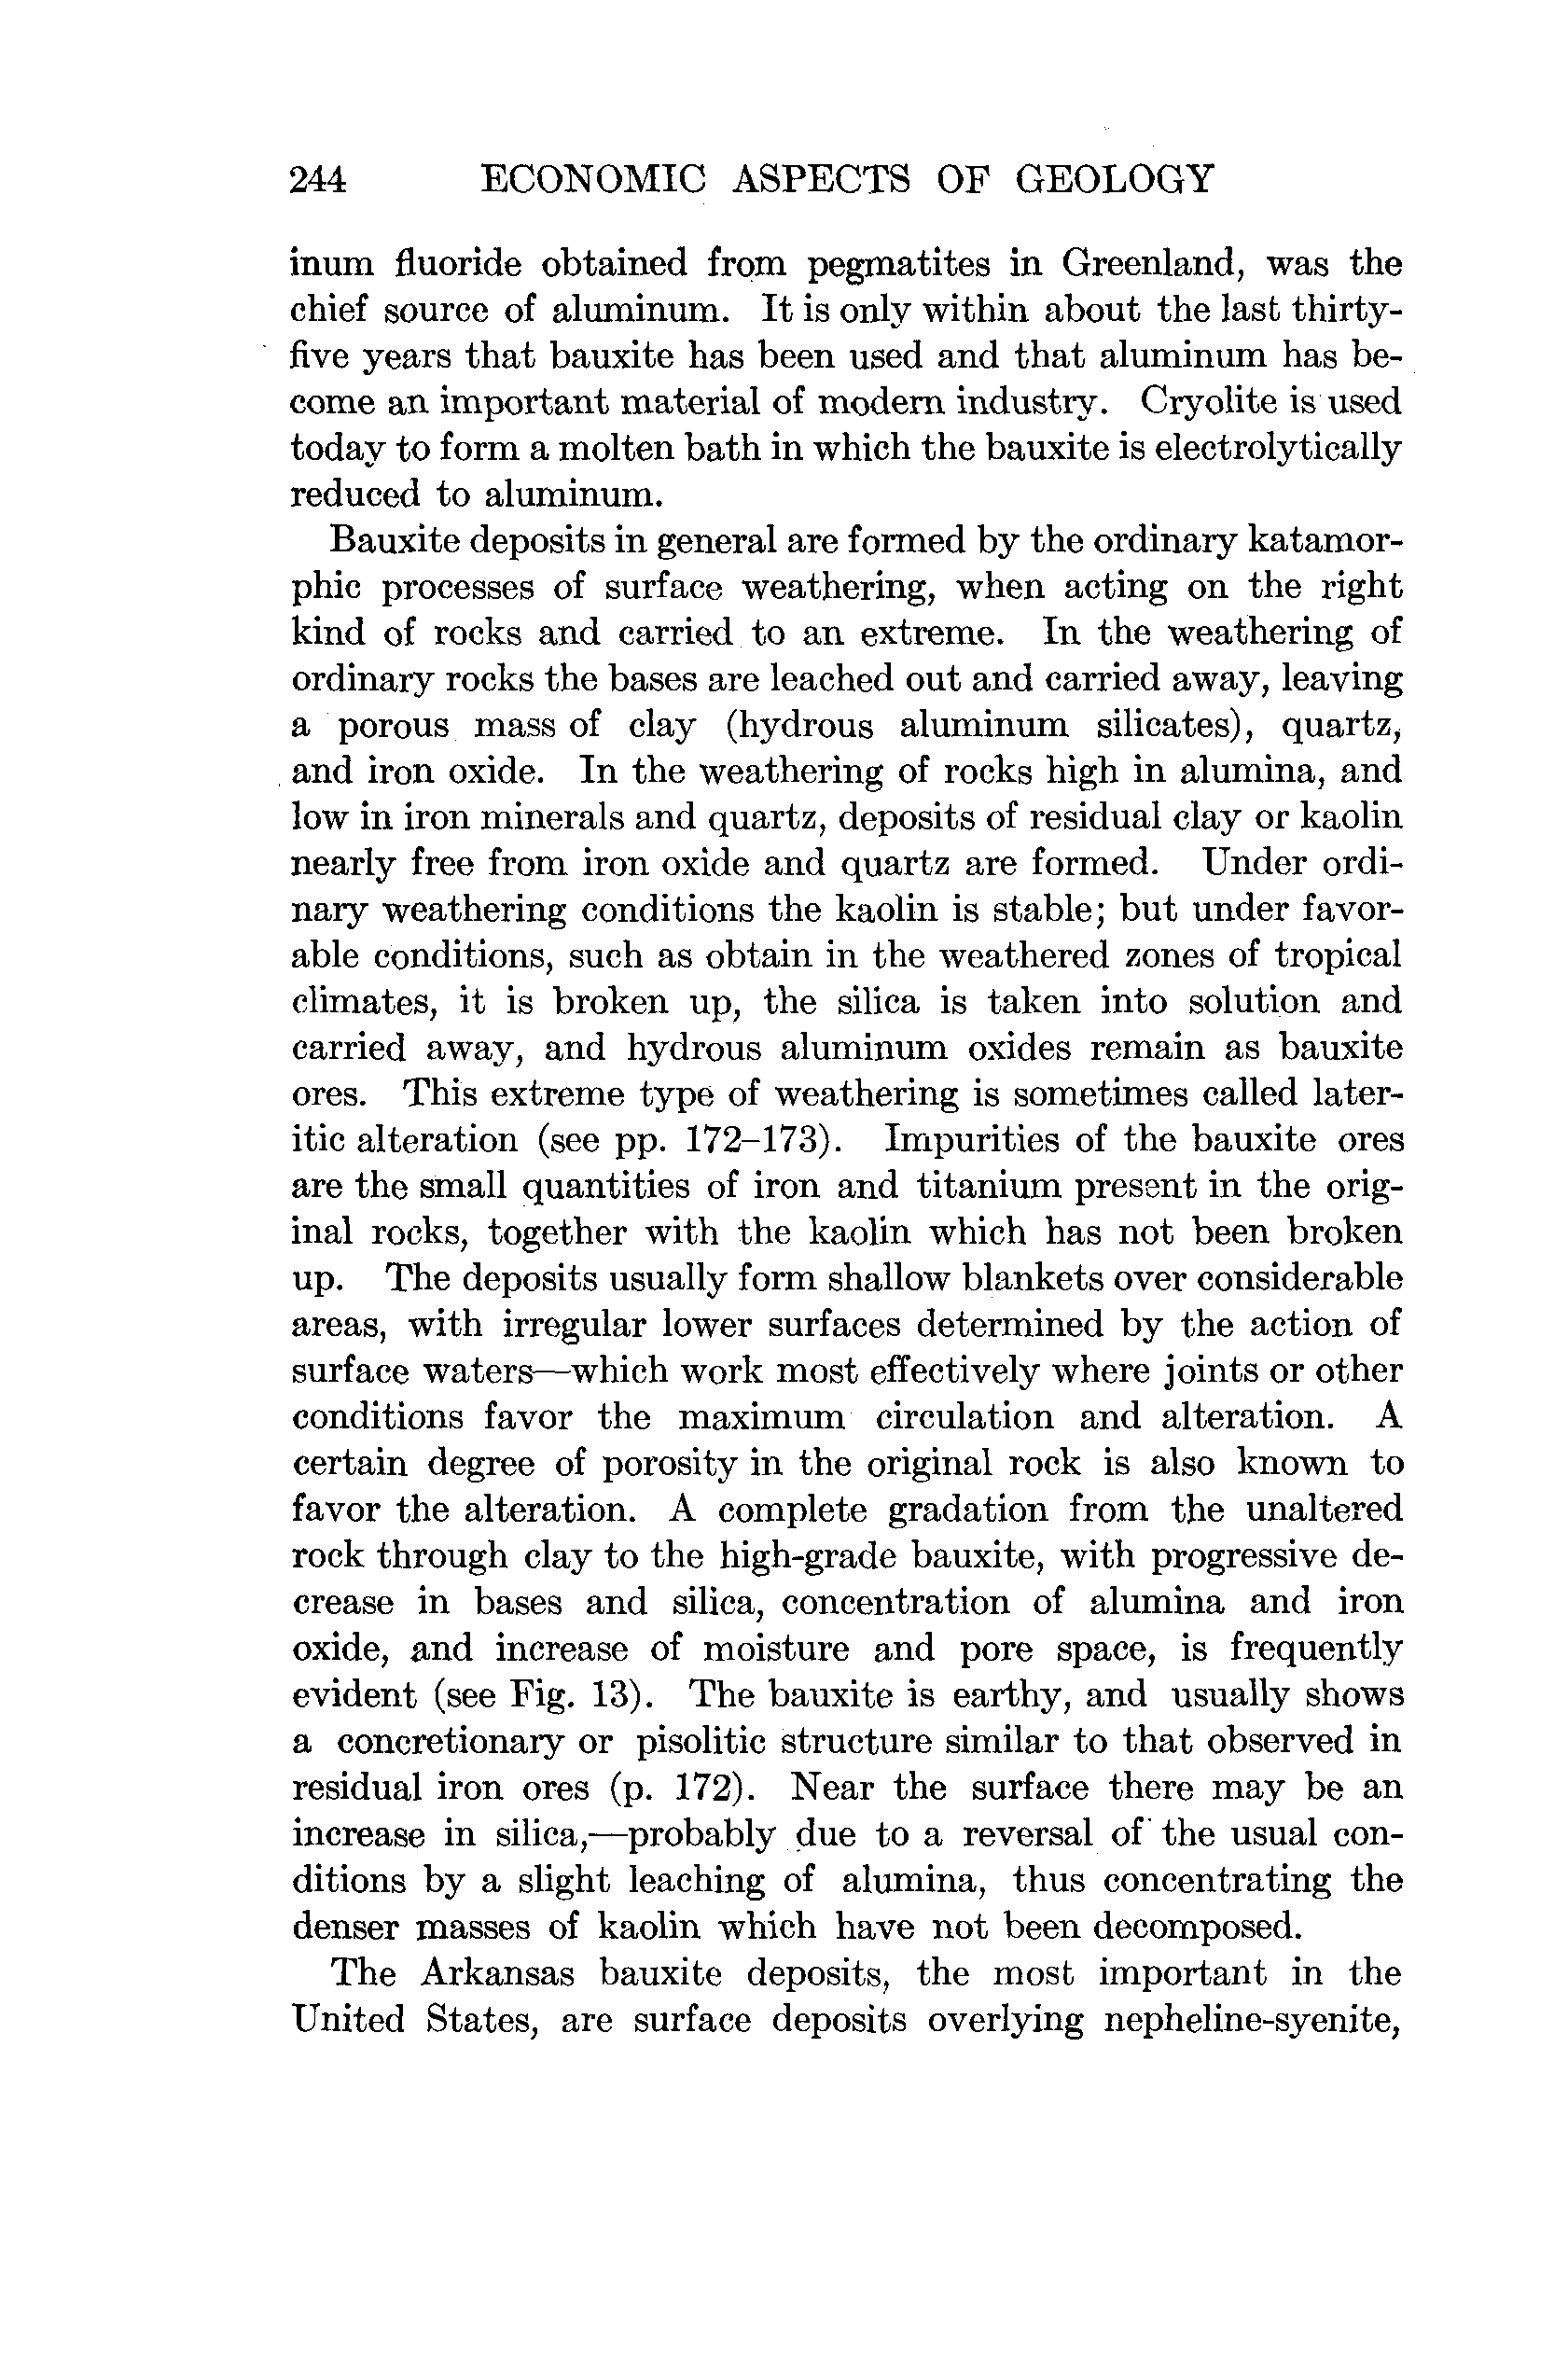 244 ECONOMIC ASPECTS OF GEOLOGY
inum fluoride obtained from pegmatites in Greenland, was the
chief source of aluminum. It is only within about the last thirty-
five years that bauxite has been used and that aluminum has be-
come an important material of modern industry. Cryolite is used
today to form a molten bath in which the bauxite is electrolytically
reduced to aluminum.
Bauxite deposits in general are formed by the ordinary katamor-
phic processes of surface weathering, when acting on the right
kind of rocks and carried to an extreme. In the weathering of
ordinary rocks the bases are leached out and carried away, leaving
a porous mass of clay (hydrous aluminum silicates), quartz,
and iron oxide. In the weathering of rocks high in alumina, and
low in iron minerals and quartz, deposits of residual clay or kaolin
nearly free from iron oxide and quartz are formed. Under ordi-
nary weathering conditions the kaolin is stable; but under favor-
able conditions, such as obtain in the weathered zones of tropical
climates, it is broken up, the silica is taken into solution and
carried away, and hydrous aluminum oxides remain as bauxite
ores. This extreme type of weathering is sometimes called later-
itic alteration (see pp. 172–173). Impurities of the bauxite ores
are the small quantities of iron and titanium present in the orig-
inal rocks, together with the kaolin which has not been broken
up. The deposits usually form shallow blankets over considerable
areas, with irregular lower surfaces determined by the action of
surface waters—which work most effectively where joints or other
conditions favor the maximum circulation and alteration. A
certain degree of porosity in the original rock is also known to
favor the alteration. A complete gradation from the unaltered
rock through clay to the high-grade bauxite, with progressive de-
crease in bases and silica, concentration of alumina and iron
oxide, and increase of moisture and pore space, is frequently
evident (see Fig. 13). The bauxite is earthy, and usually shows
a concretionary or pisolitic structure similar to that observed in
residual iron ores (p. 172). Near the surface there may be an
increase in silica,—probably due to a reversal of the usual con-
ditions by a slight leaching of alumina, thus concentrating the
denser masses of kaolin which have not been decomposed.
The Arkansas bauxite deposits, the most important in the
United States, are surface deposits overlying nepheline-syenite,